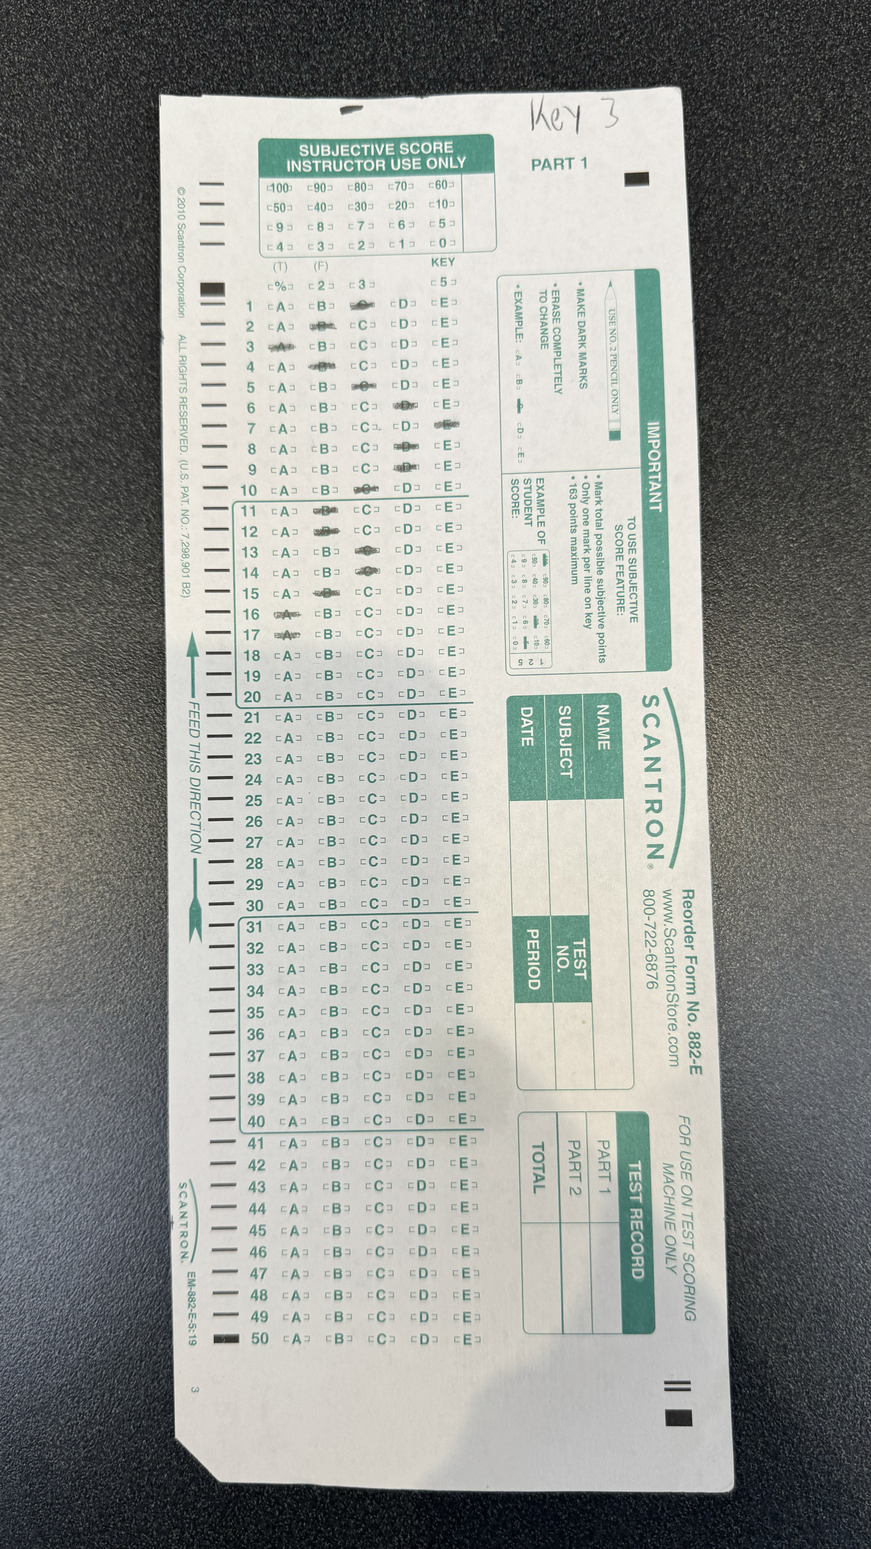 Key 3
SUBJECTIVE SCORE
INSTRUCTOR USE ONLY
100 90 80 70 60
50 40 30 20 10
9 8 7 6 5
4 3 2 1 0
(T) (F) KEY
% 2 3 5
1 A B C D E
2 A B C D E
3 A B C D E
4 A B C D E
5 A B C D E
6 A B C D E
7 A B C D E
8 A B C D E
9 A B C D E
10 A B C D E
11 A B C D E
12 A B C D E
13 A B C D E
14 A B C D E
15 A B C D E
16 A B C D E
17 A B C D E
18 A B C D E
19 A B C D E
20 A B C D E
21 A B C D E
22 A B C D E
23 A B C D E
24 A B C D E
25 A B C D E
26 A B C D E
27 A B C D E
28 A B C D E
29 A B C D E
30 A B C D E
31 A B C D E
32 A B C D E
33 A B C D E
34 A B C D E
35 A B C D E
36 A B C D E
37 A B C D E
38 A B C D E
39 A B C D E
40 A B C D E
41 A B C D E
42 A B C D E
43 A B C D E
44 A B C D E
45 A B C D E
46 A B C D E
47 A B C D E
48 A B C D E
49 A B C D E
50 A B C D E
PART 1
IMPORTANT
USE NO. 2 PENCIL ONLY
• MAKE DARK MARKS
• ERASE COMPLETELY
TO CHANGE
• EXAMPLE: A B D E
TO USE SUBJECTIVE
SCORE FEATURE:
• Mark total possible subjective points
• Only one mark per line on key
• 163 points maximum
EXAMPLE OF
STUDENT
SCORE:
90 80 70 60
50 40 30 10
9 8 7 6
4 3 2 1 0
1
2
5
SCANTRON®
NAME
SUBJECT
DATE
TEST
NO.
PERIOD
Reorder Form No. 882-E
www.ScantronStore.com
800-722-6876
FOR USE ON TEST SCORING
MACHINE ONLY
TEST RECORD
PART 1
PART 2
TOTAL
© 2010 Scantron Corporation ALL RIGHTS RESERVED. (U.S. PAT. NO.: 7,298,901 B2)
FEED THIS DIRECTION
SCANTRON. EM-882-E-5:19
3